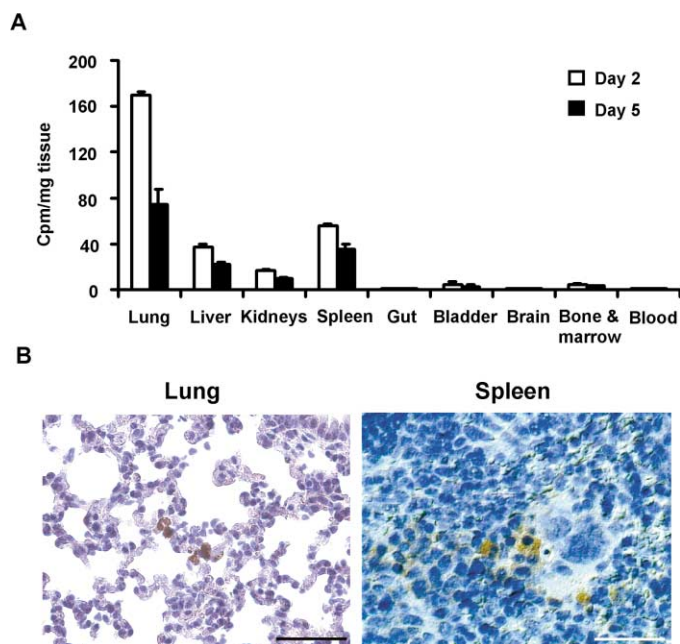 A
200
160
120
80
40
0
Cpm/mg tissue
Day 2
Day 5
Lung Liver Kidneys Spleen Gut Bladder Brain Bone & marrow Blood
B
Lung Spleen